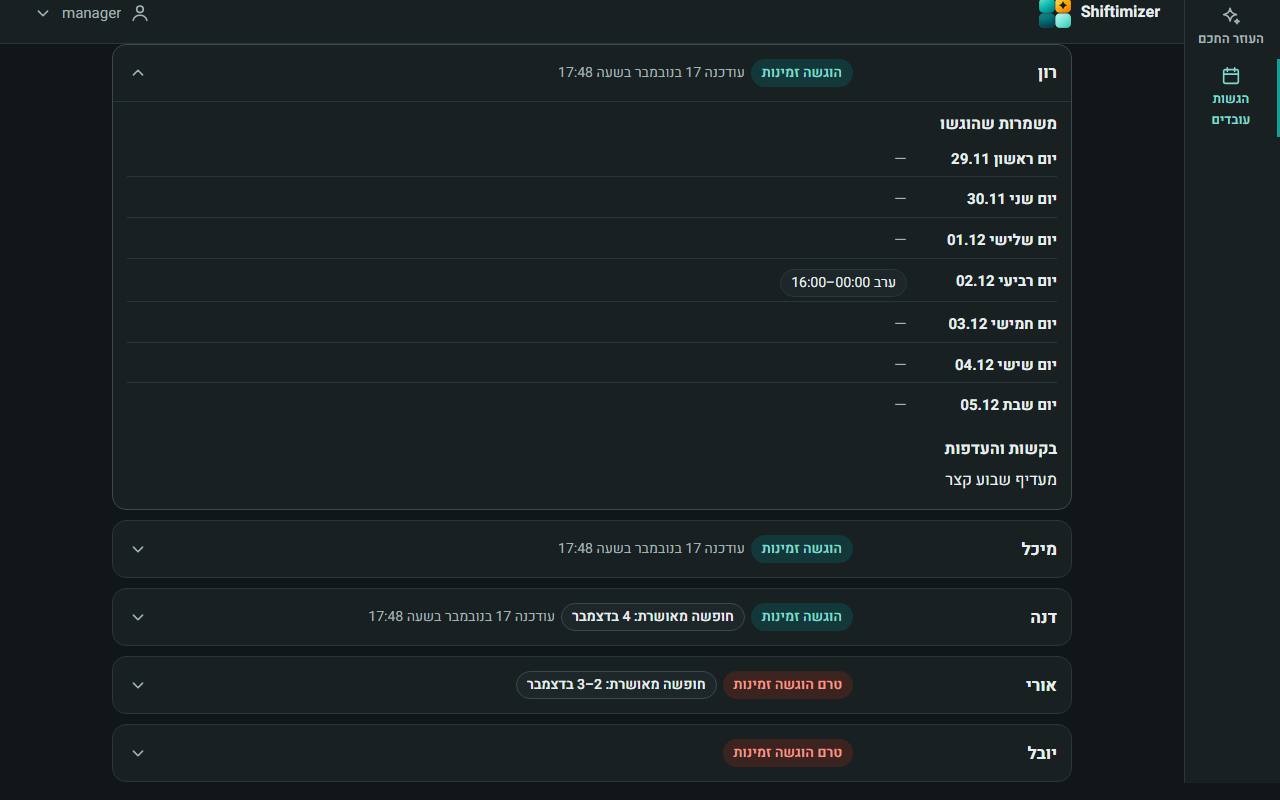 Shiftimizer
manager
העוזר החכם
הגשות
עובדים
רון הוגשה זמינות עודכנה 17 בנובמבר בשעה 17:48
משמרות שהוגשו
יום ראשון 29.11 —
יום שני 30.11 —
יום שלישי 01.12 —
יום רביעי 02.12 ערב 16:00–00:00
יום חמישי 03.12 —
יום שישי 04.12 —
יום שבת 05.12 —
בקשות והעדפות
מעדיף שבוע קצר
מיכל הוגשה זמינות עודכנה 17 בנובמבר בשעה 17:48
דנה הוגשה זמינות חופשה מאושרת: 4 בדצמבר עודכנה 17 בנובמבר בשעה 17:48
אורי טרם הוגשה זמינות חופשה מאושרת: 2–3 בדצמבר
יובל טרם הוגשה זמינות